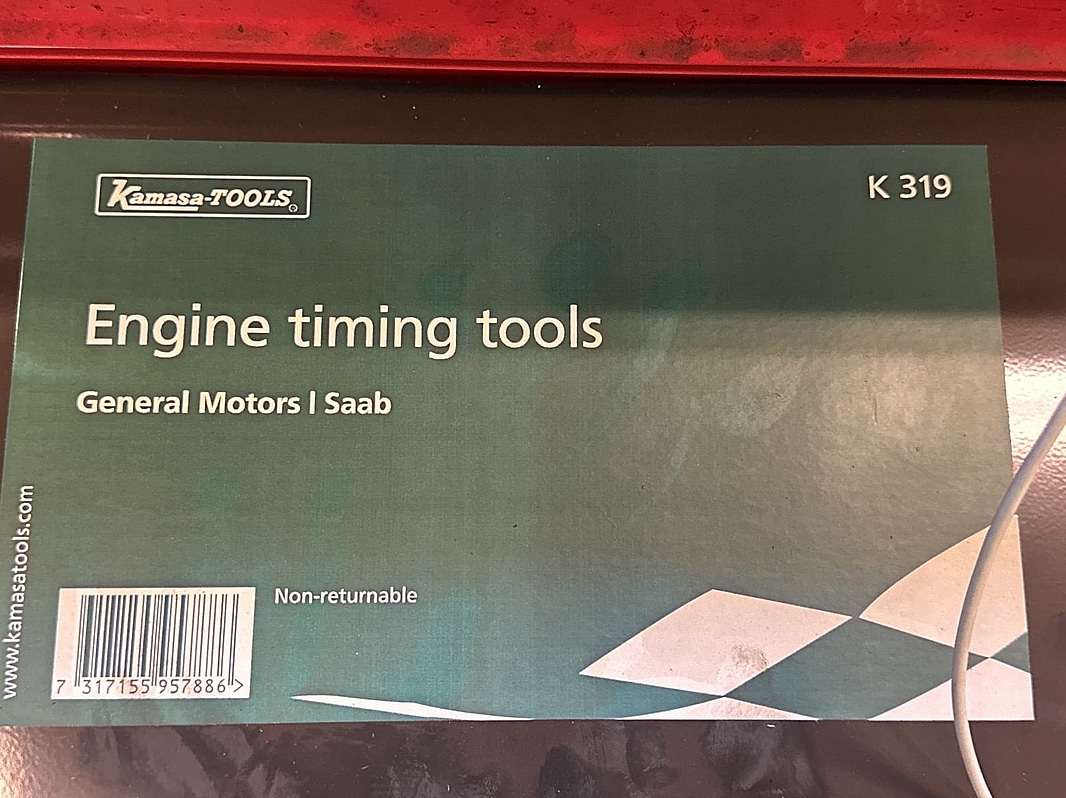 Kamasa-TOOLS®
K 319
Engine timing tools
General Motors | Saab
www.kamasatools.com
Non-returnable
7 317155 957886 >